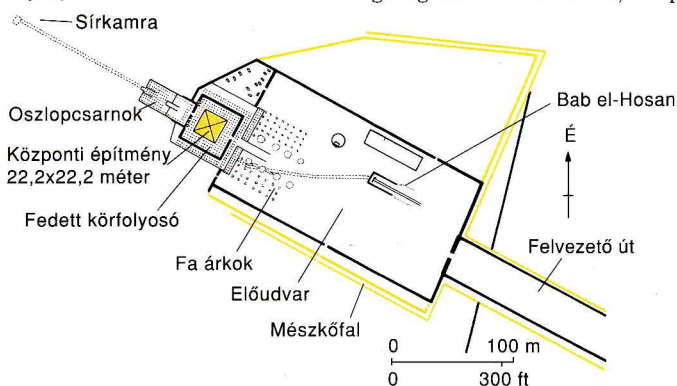 Sírkamra
Oszlopcsarnok
Központi építmény
22,2x22,2 méter
Fedett körfolyosó
Fa árkok
Előudvar
Mészkőfal
Bab el-Hosan
É
Felvezető út
0 100 m
0 300 ft